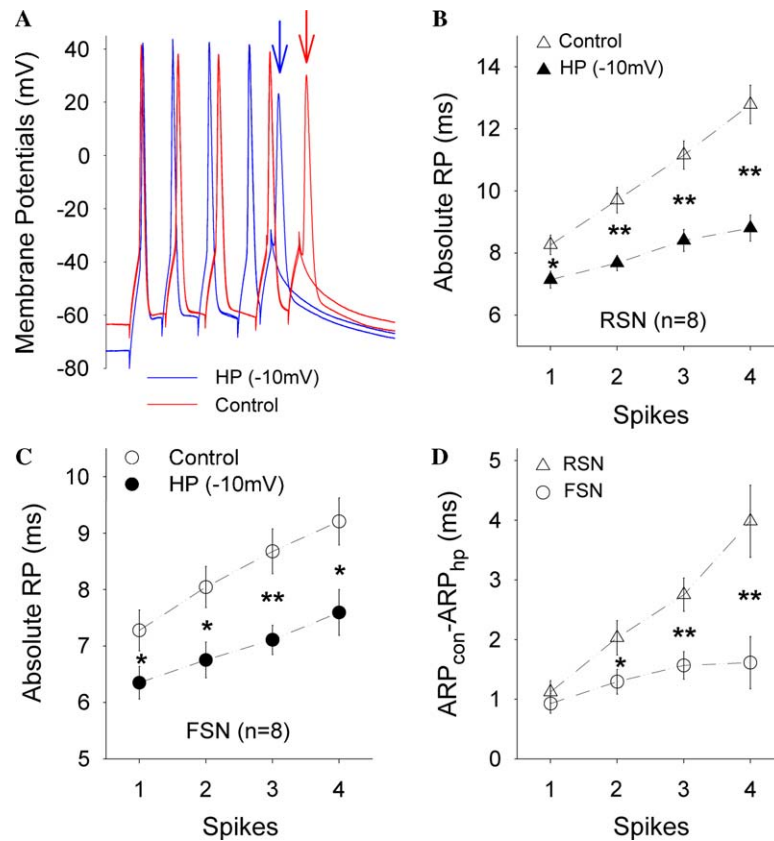 A
Membrane Potentials (mV)
40
20
0
-20
-40
-60
-80
HP (-10mV)
Control
B
Absolute RP (ms)
14
12
10
8
6
Control
HP (-10mV)
*
**
**
**
RSN (n=8)
1 2 3 4
Spikes
C
Absolute RP (ms)
10
9
8
7
6
5
Control
HP (-10mV)
*
*
**
*
FSN (n=8)
1 2 3 4
Spikes
D
ARPcon-ARPhp (ms)
5
4
3
2
1
0
RSN
FSN
*
**
**
1 2 3 4
Spikes